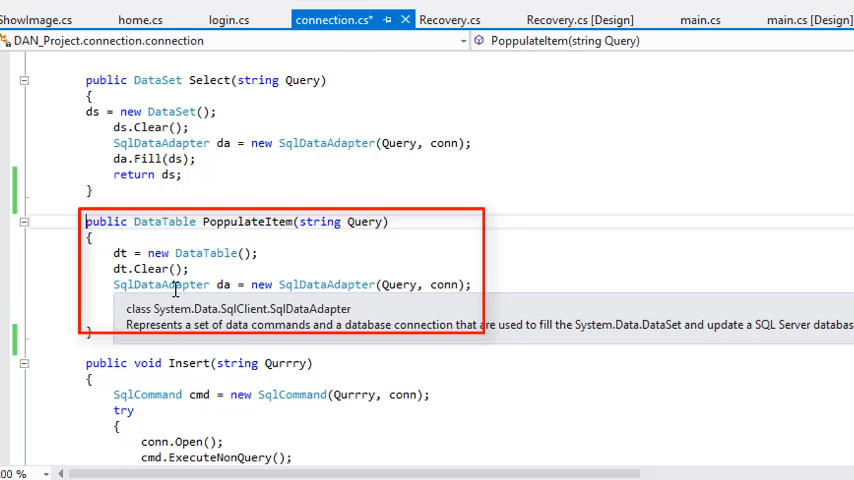 ShowImage.cs home.cs login.cs connection.cs* Recovery.cs Recovery.cs [Design] main.cs main.cs [Design]
DAN_Project.connection.connection PoppulateItem(string Query)
public DataSet Select(string Query)
{
ds = new DataSet();
ds.Clear();
SqlDataAdapter da = new SqlDataAdapter(Query, conn);
da.Fill(ds);
return ds;
}
public DataTable PoppulateItem(string Query)
{
dt = new DataTable();
dt.Clear();
SqlDataAdapter da = new SqlDataAdapter(Query, conn);
class System.Data.SqlClient.SqlDataAdapter
Represents a set of data commands and a database connection that are used to fill the System.Data.DataSet and update a SQL Server databas
}
public void Insert(string Qurrry)
{
SqlCommand cmd = new SqlCommand(Qurrry, conn);
try
{
conn.Open();
cmd.ExecuteNonQuery();
00 %